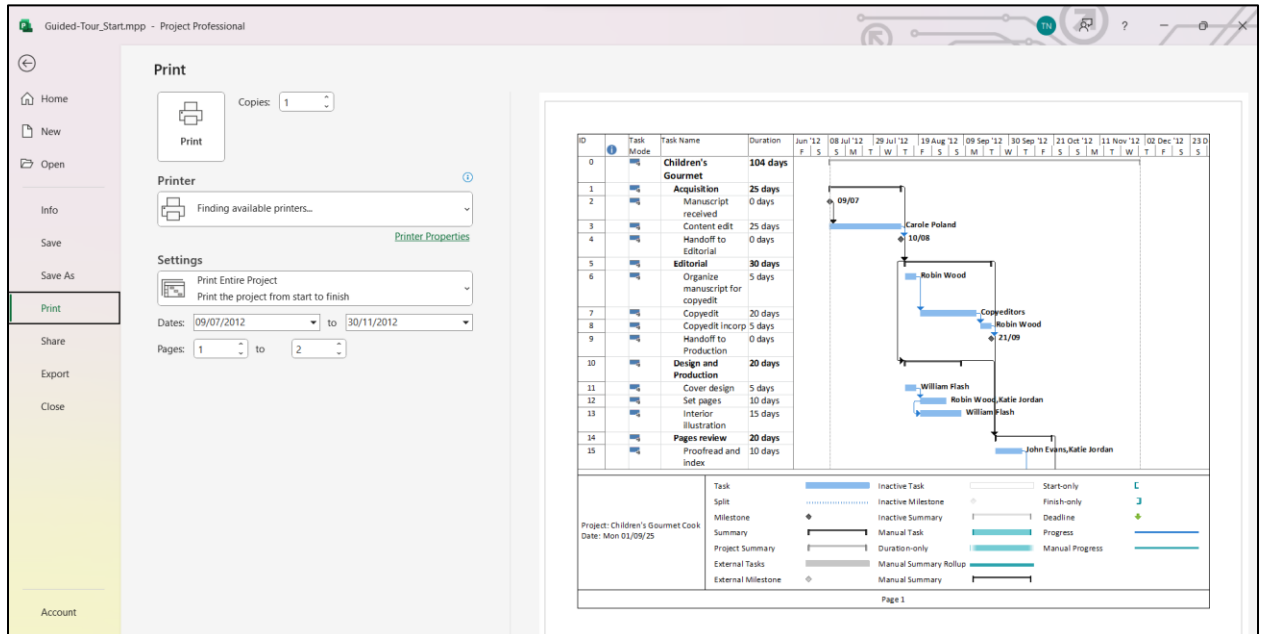 Guided-Tour_Start.mpp - Project Professional
TN
?
Home
New
Open
Info
Save
Save As
Print
Share
Export
Close
Account
Print
Print
Copies: 1
Printer
Finding available printers...
Printer Properties
Settings
Print Entire Project
Print the project from start to finish
Dates: 09/07/2012 to 30/11/2012
Pages: 1 to 2
ID Task Mode Task Name Duration Jun '12 08 Jul '12 29 Jul '12 19 Aug '12 09 Sep '12 30 Sep '12 21 Oct '12 11 Nov '12 02 Dec '12 23 D
F S S M T W T F S S M T W T F S S M T W T F S S
0 Children's Gourmet 104 days
1 Acquisition 25 days
2 Manuscript received 0 days 09/07
3 Content edit 25 days Carole Poland
4 Handoff to Editorial 0 days 10/08
5 Editorial 30 days
6 Organize manuscript for copyedit 5 days Robin Wood
7 Copyedit 20 days Copyeditors
8 Copyedit incorp 5 days Robin Wood
9 Handoff to Production 0 days 21/09
10 Design and Production 20 days
11 Cover design 5 days William Flash
12 Set pages 10 days Robin Wood,Katie Jordan
13 Interior illustration 15 days William Flash
14 Pages review 20 days
15 Proofread and index 10 days John Evans,Katie Jordan
Project: Children's Gourmet Cook
Date: Mon 01/09/25
Task Inactive Task Start-only
Split Inactive Milestone Finish-only
Milestone Inactive Summary Deadline
Summary Manual Task Progress
Project Summary Duration-only Manual Progress
External Tasks Manual Summary Rollup
External Milestone Manual Summary
Page 1